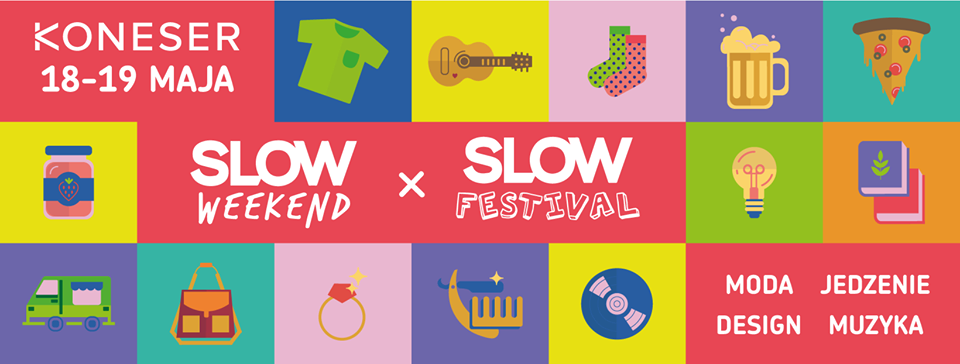 KONESER
18-19 MAJA
SLOW
WEEKEND
×
SLOW
FESTIVAL
MODA JEDZENIE
DESIGN MUZYKA